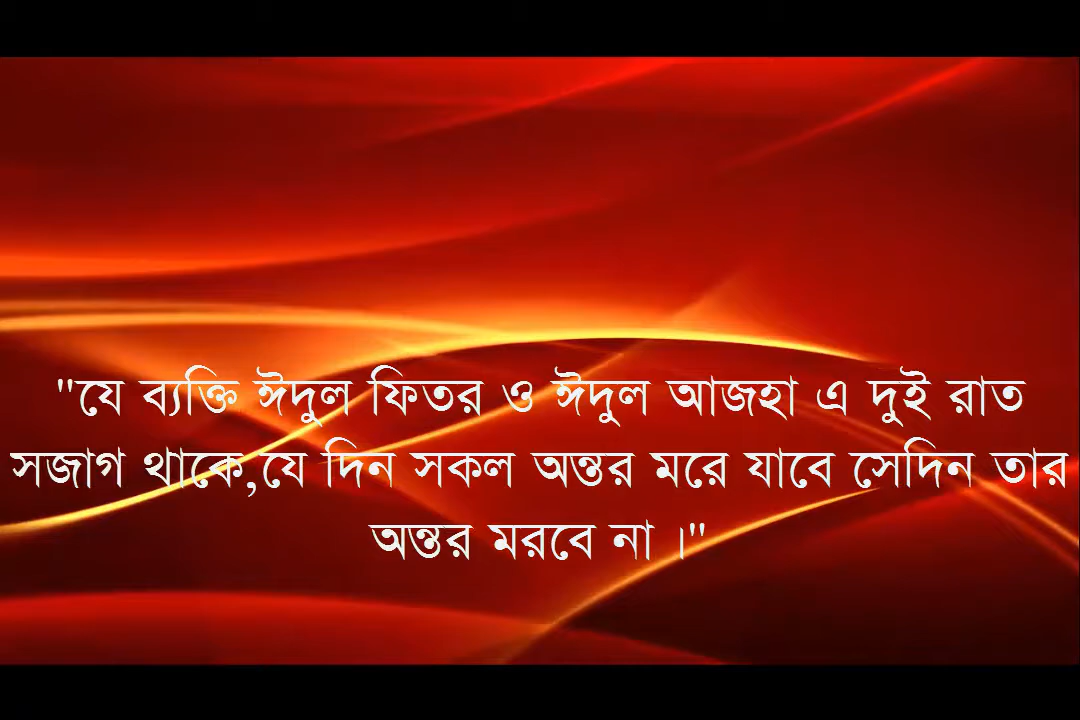 "যে ব্যক্তি ঈদুল ফিতর ও ঈদুল আজহা এ দুই রাত
সজাগ থাকে,যে দিন সকল অন্তর মরে যাবে সেদিন তার
অন্তর মরবে না ।"